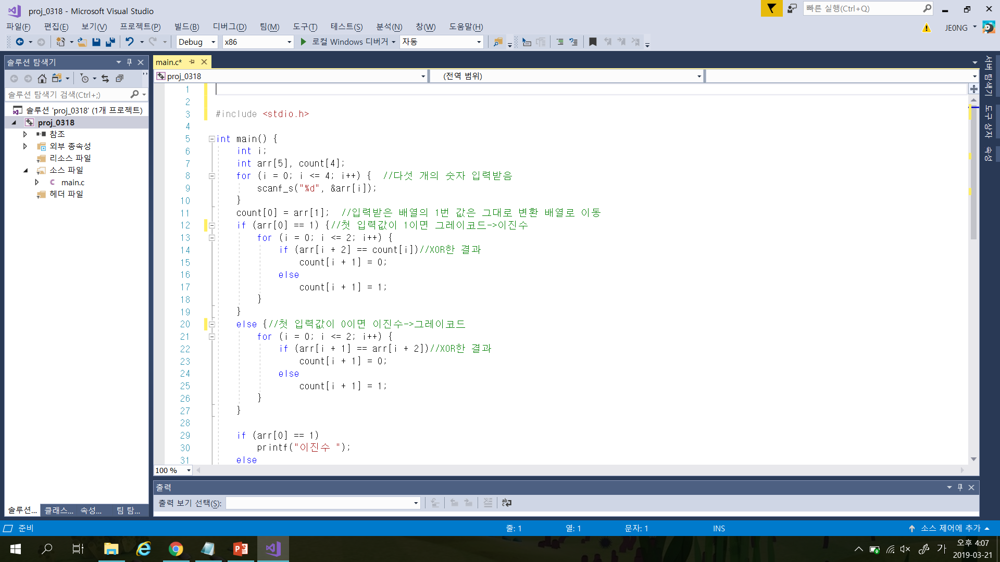 proj_0318 - Microsoft Visual Studio
빠른 실행(Ctrl+Q)
파일(F) 편집(E) 보기(V) 프로젝트(P) 빌드(B) 디버그(D) 팀(M) 도구(T) 테스트(S) 분석(N) 창(W) 도움말(H)
JE0NG
Debug x86 로컬 Windows 디버거 자동
솔루션 탐색기
솔루션 탐색기 검색(Ctrl+;)
솔루션 'proj_0318' (1개 프로젝트)
proj_0318
참조
외부 종속성
리소스 파일
소스 파일
C main.c
헤더 파일
솔루션... 클래스... 속성... 팀 탐...
main.c*
proj_0318 (전역 범위)
1
2
3 #include <stdio.h>
4
5 int main() {
6 int i;
7 int arr[5], count[4];
8 for (i = 0; i <= 4; i++) { //다섯 개의 숫자 입력받음
9 scanf_s("%d", &arr[i]);
10 }
11 count[0] = arr[1]; //입력받은 배열의 1번 값은 그대로 변환 배열로 이동
12 if (arr[0] == 1) {//첫 입력값이 1이면 그레이코드->이진수
13 for (i = 0; i <= 2; i++) {
14 if (arr[i + 2] == count[i])//XOR한 결과
15 count[i + 1] = 0;
16 else
17 count[i + 1] = 1;
18 }
19 }
20 else {//첫 입력값이 0이면 이진수->그레이코드
21 for (i = 0; i <= 2; i++) {
22 if (arr[i + 1] == arr[i + 2])//XOR한 결과
23 count[i + 1] = 0;
24 else
25 count[i + 1] = 1;
26 }
27 }
28
29 if (arr[0] == 1)
30 printf("이진수 ");
31 else
100 %
서버 탐색기
도구 상자
속성
출력
출력 보기 선택(S):
준비 줄: 1 열: 1 문자: 1 INS 소스 제어에 추가
가
오후 4:07
2019-03-21